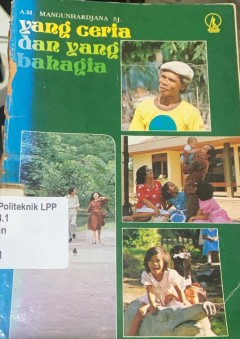 A.M. MANGUNHARDJANA SJ.
yang ceria
dan yang
bahagia
Politeknik LPP